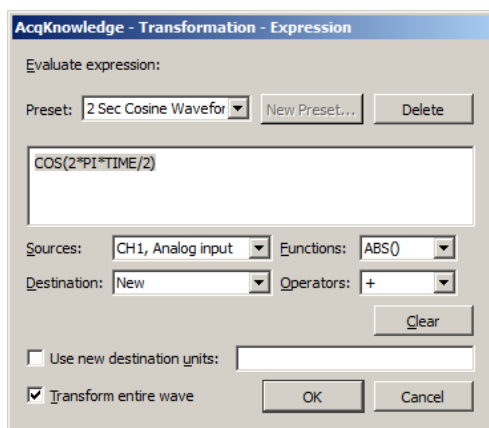 AcqKnowledge - Transformation - Expression
Evaluate expression:
Preset: 2 Sec Cosine Wavefor New Preset... Delete
COS(2*PI*TIME/2)
Sources: CH1, Analog input Functions: ABS()
Destination: New Operators: +
Clear
Use new destination units:
Transform entire wave OK Cancel